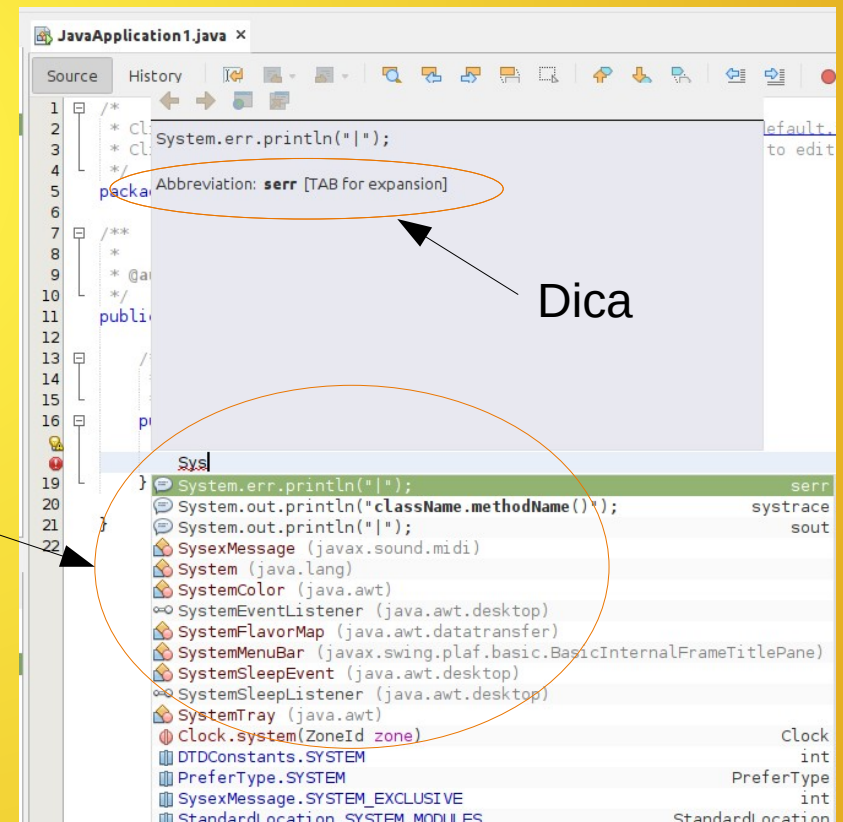 JavaApplication1.java ×
Source History
1 /*
2 * Cl
3 * Cl
4 */
5 packa
6
7 /**
8 *
9 * @au
10 */
11 publi
12
13 /
14
15
16 pu
Sys
19 }
20
21 }
22
efault.
to edit
System.err.println("|");
Abbreviation: serr [TAB for expansion]
Dica
System.err.println("|"); serr
System.out.println("className.methodName()"); systrace
System.out.println("|"); sout
SysexMessage (javax.sound.midi)
System (java.lang)
SystemColor (java.awt)
SystemEventListener (java.awt.desktop)
SystemFlavorMap (java.awt.datatransfer)
SystemMenuBar (javax.swing.plaf.basic.BasicInternalFrameTitlePane)
SystemSleepEvent (java.awt.desktop)
SystemSleepListener (java.awt.desktop)
SystemTray (java.awt)
Clock.system(ZoneId zone) Clock
DTDConstants.SYSTEM int
PreferType.SYSTEM PreferType
SysexMessage.SYSTEM_EXCLUSIVE int
StandardLocation.SYSTEM_MODULES StandardLocation